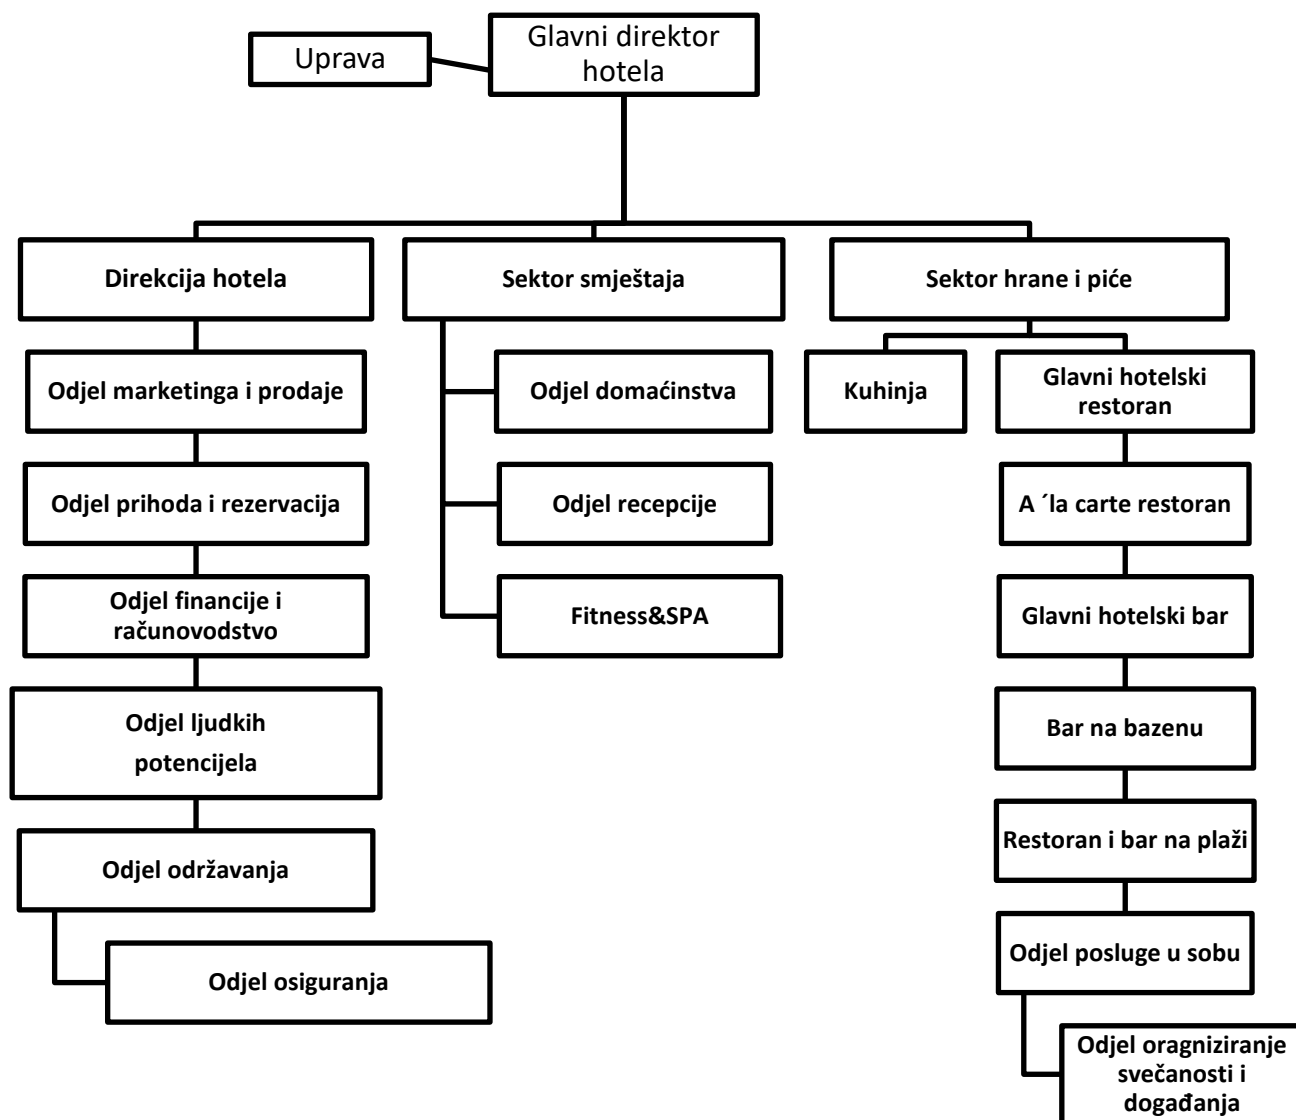 Uprava
Glavni direktor
hotela
Direkcija hotela
Sektor smještaja
Sektor hrane i piće
Odjel marketinga i prodaje
Odjel domaćinstva
Kuhinja
Glavni hotelski
restoran
Odjel prihoda i rezervacija
Odjel recepcije
A ´la carte restoran
Odjel financije i
računovodstvo
Fitness&SPA
Glavni hotelski bar
Odjel ljudkih
potencijela
Bar na bazenu
Odjel održavanja
Restoran i bar na plaži
Odjel osiguranja
Odjel posluge u sobu
Odjel oragniziranje
svečanosti i
događanja